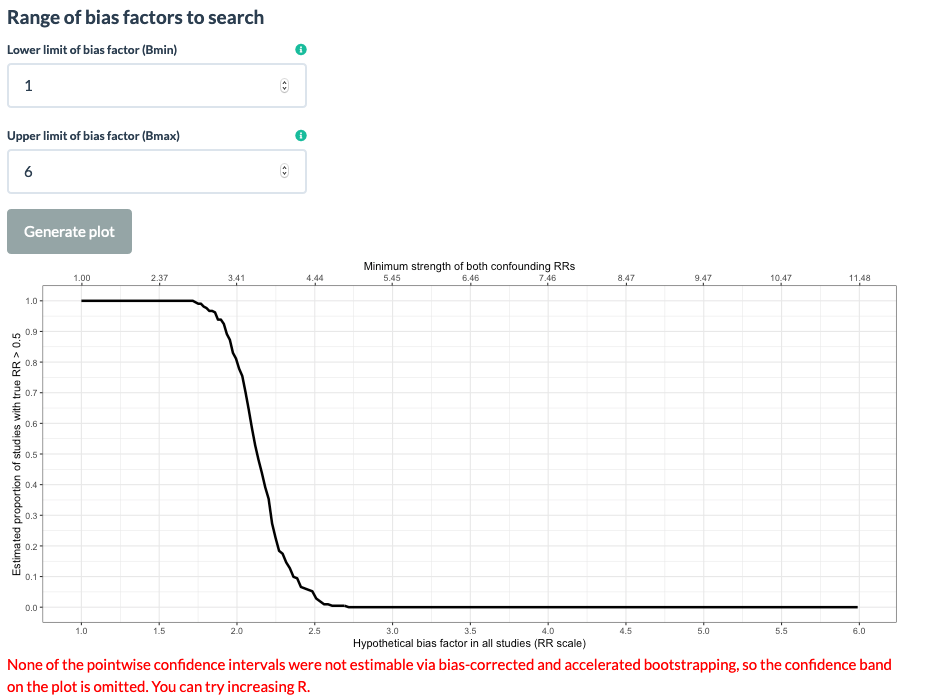 Range of bias factors to search
Lower limit of bias factor (Bmin)
1
Upper limit of bias factor (Bmax)
6
Generate plot
Minimum strength of both confounding RRs
1.00 2.37 3.41 4.44 5.45 6.46 7.46 8.47 9.47 10.47 11.48
Estimated proportion of studies with true RR > 0.5
1.0
0.9
0.8
0.7
0.6
0.5
0.4
0.3
0.2
0.1
0.0
1.0 1.5 2.0 2.5 3.0 3.5 4.0 4.5 5.0 5.5 6.0
Hypothetical bias factor in all studies (RR scale)
None of the pointwise confidence intervals were not estimable via bias-corrected and accelerated bootstrapping, so the confidence band
on the plot is omitted. You can try increasing R.